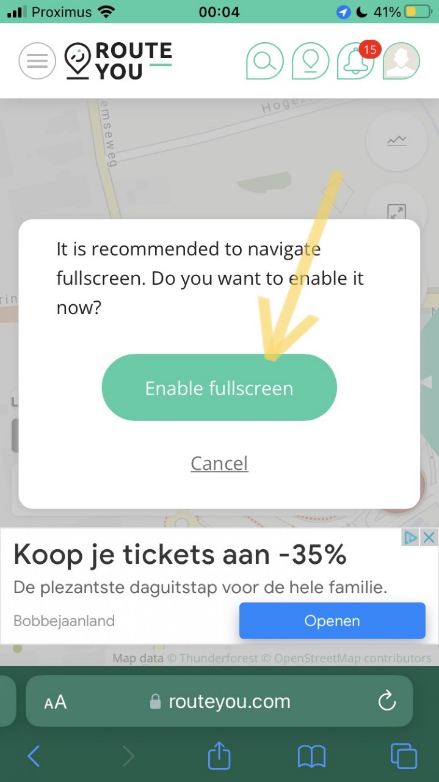 Proximus 00:04 41%
ROUTE
YOU
15
Hoge
emseweg
It is recommended to navigate
fullscreen. Do you want to enable it
now?
Enable fullscreen
Cancel
Koop je tickets aan -35%
De plezantste daguitstap voor de hele familie.
Bobbejaanland Openen
Map data © Thunderforest © OpenStreetMap contributors
AA routeyou.com